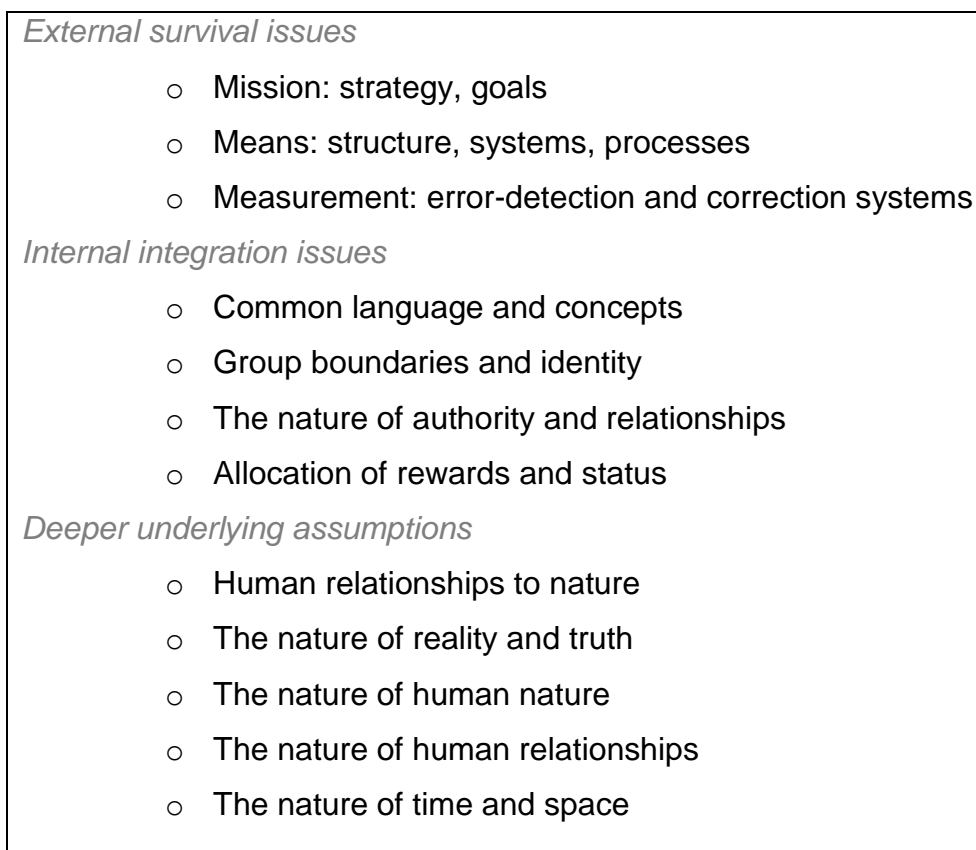 External survival issues
o Mission: strategy, goals
o Means: structure, systems, processes
o Measurement: error-detection and correction systems
Internal integration issues
o Common language and concepts
o Group boundaries and identity
o The nature of authority and relationships
o Allocation of rewards and status
Deeper underlying assumptions
o Human relationships to nature
o The nature of reality and truth
o The nature of human nature
o The nature of human relationships
o The nature of time and space